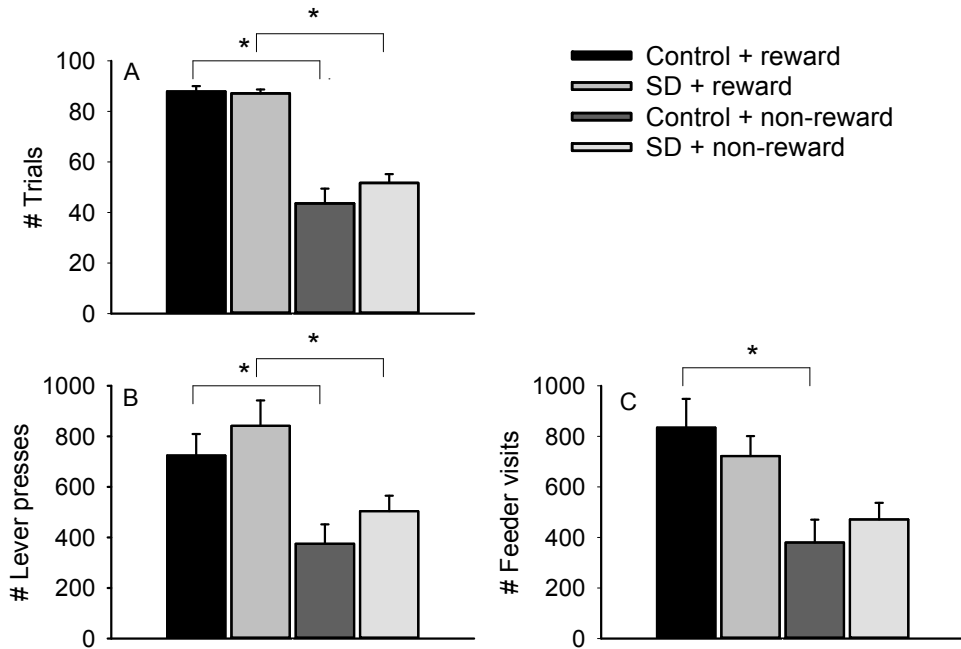 *
*
A
# Trials
100
80
60
40
20
0
Control + reward
SD + reward
Control + non-reward
SD + non-reward
*
*
B
# Lever presses
1000
800
600
400
200
0
*
C
# Feeder visits
1000
800
600
400
200
0